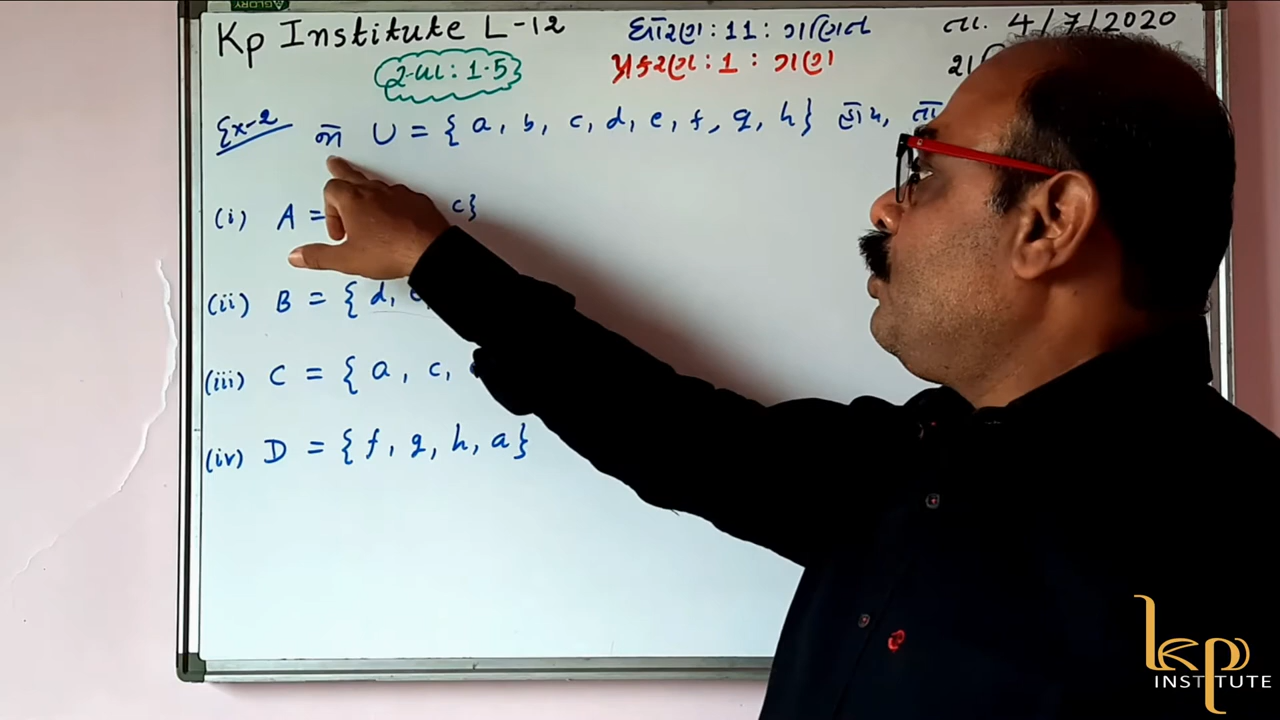 AGLORY
Kp Institute L-12
ધોરણ : 11 : ગણિત
તા. 4/7/2020
સ્વા : 1.5
પ્રકરણ : 1 : ગણો
Ex-2 જો U = { a, b, c, d, e, f, g, h} હોય, તો
(i) A = c}
(ii) B = { d,
(iii) C = { a, c,
(iv) D = { f, g, h, a}
kp
INSTITUTE